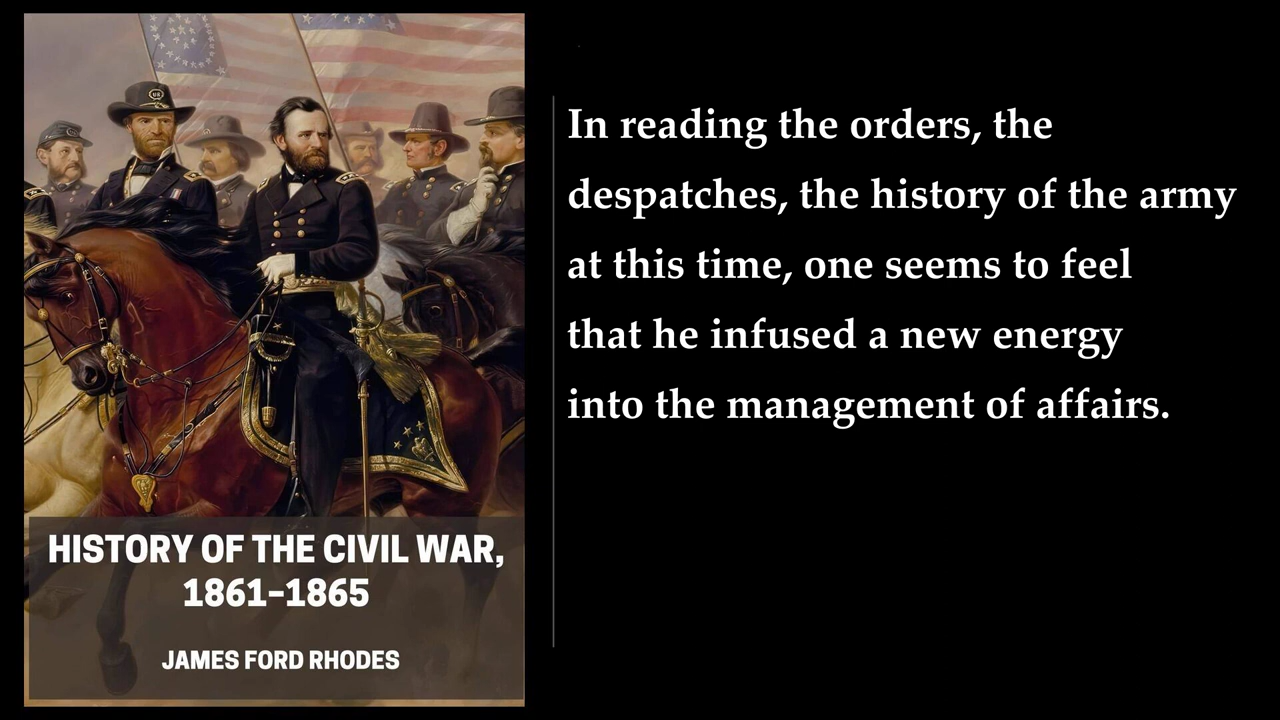 HISTORY OF THE CIVIL WAR,
1861–1865
JAMES FORD RHODES
In reading the orders, the
despatches, the history of the army
at this time, one seems to feel
that he infused a new energy
into the management of affairs.